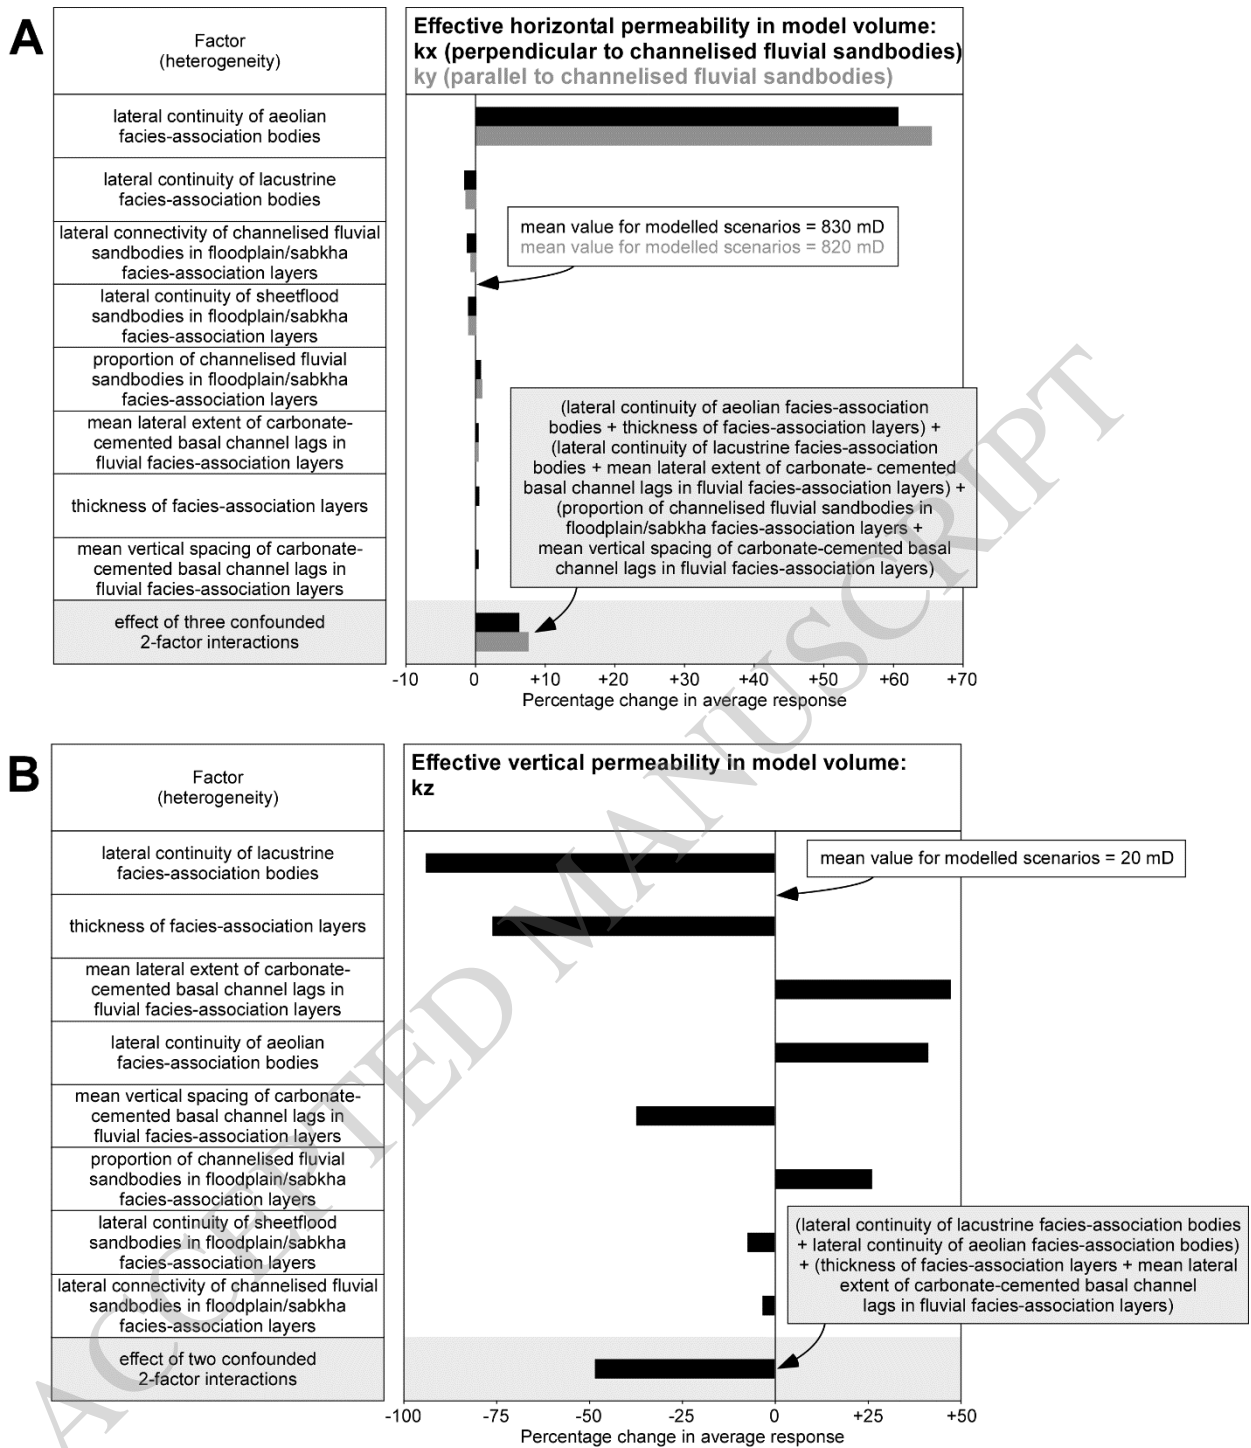 A
Factor
(heterogeneity)
Effective horizontal permeability in model volume:
kx (perpendicular to channelised fluvial sandbodies)
ky (parallel to channelised fluvial sandbodies)
lateral continuity of aeolian
facies-association bodies
lateral continuity of lacustrine
facies-association bodies
lateral connectivity of channelised fluvial
sandbodies in floodplain/sabkha
facies-association layers
lateral continuity of sheetflood
sandbodies in floodplain/sabkha
facies-association layers
proportion of channelised fluvial
sandbodies in floodplain/sabkha
facies-association layers
mean lateral extent of carbonate-
cemented basal channel lags in
fluvial facies-association layers
thickness of facies-association layers
mean vertical spacing of carbonate-
cemented basal channel lags in
fluvial facies-association layers
effect of three confounded
2-factor interactions
mean value for modelled scenarios = 830 mD
mean value for modelled scenarios = 820 mD
(lateral continuity of aeolian facies-association
bodies + thickness of facies-association layers) +
(lateral continuity of lacustrine facies-association
bodies + mean lateral extent of carbonate- cemented
basal channel lags in fluvial facies-association layers) +
(proportion of channelised fluvial sandbodies in
floodplain/sabkha facies-association layers +
mean vertical spacing of carbonate-cemented basal
channel lags in fluvial facies-association layers)
-10 0 +10 +20 +30 +40 +50 +60 +70
Percentage change in average response
B
Factor
(heterogeneity)
Effective vertical permeability in model volume:
kz
lateral continuity of lacustrine
facies-association bodies
thickness of facies-association layers
mean lateral extent of carbonate-
cemented basal channel lags in
fluvial facies-association layers
lateral continuity of aeolian
facies-association bodies
mean vertical spacing of carbonate-
cemented basal channel lags in
fluvial facies-association layers
proportion of channelised fluvial
sandbodies in floodplain/sabkha
facies-association layers
lateral continuity of sheetflood
sandbodies in floodplain/sabkha
facies-association layers
lateral connectivity of channelised fluvial
sandbodies in floodplain/sabkha
facies-association layers
effect of two confounded
2-factor interactions
mean value for modelled scenarios = 20 mD
(lateral continuity of lacustrine facies-association bodies
+ lateral continuity of aeolian facies-association bodies)
+ (thickness of facies-association layers + mean lateral
extent of carbonate-cemented basal channel
lags in fluvial facies-association layers)
-100 -75 -50 -25 0 +25 +50
Percentage change in average response
ACCEPTED MANUSCRIPT